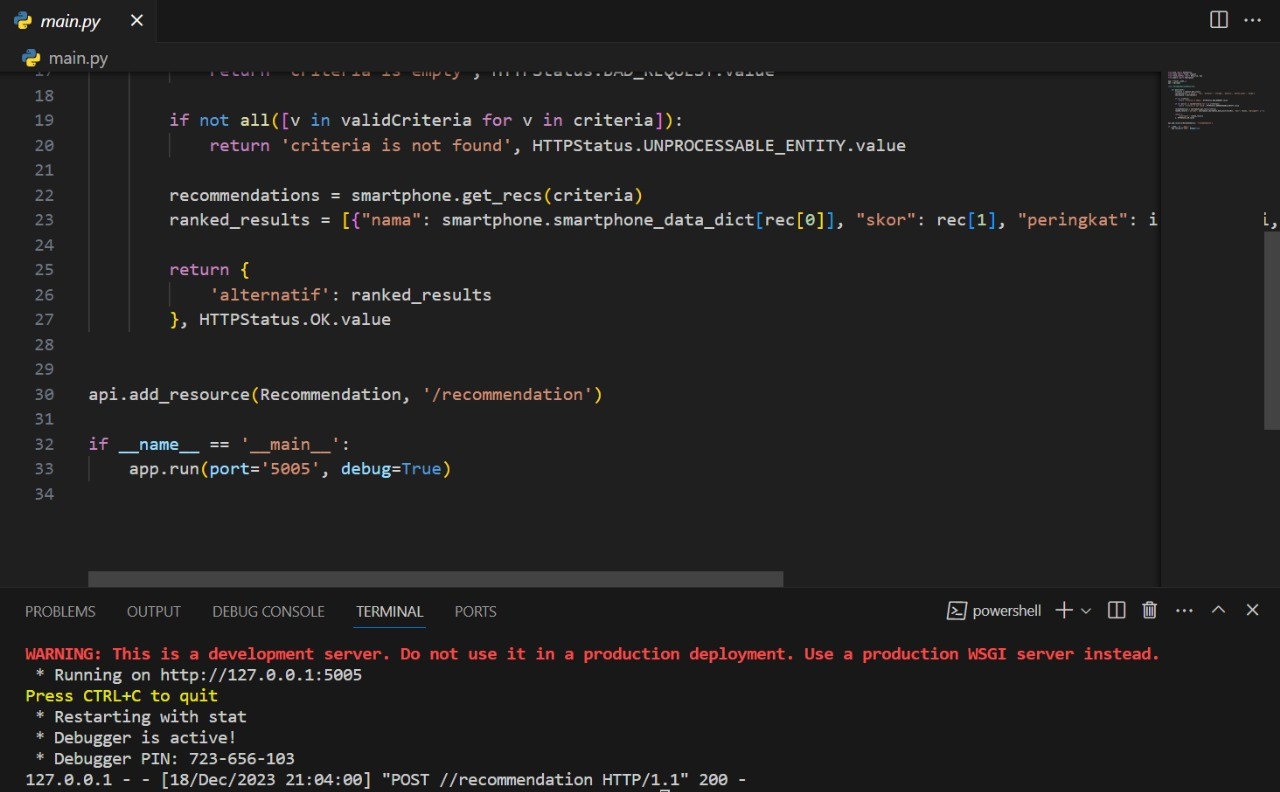 main.py
main.py
17 return 'criteria is empty', HTTPStatus.BAD_REQUEST.value
18
19 if not all([v in validCriteria for v in criteria]):
20 return 'criteria is not found', HTTPStatus.UNPROCESSABLE_ENTITY.value
21
22 recommendations = smartphone.get_recs(criteria)
23 ranked_results = [{"nama": smartphone.smartphone_data_dict[rec[0]], "skor": rec[1], "peringkat": i
24
25 return {
26 'alternatif': ranked_results
27 }, HTTPStatus.OK.value
28
29
30 api.add_resource(Recommendation, '/recommendation')
31
32 if __name__ == '__main__':
33 app.run(port='5005', debug=True)
34
PROBLEMS OUTPUT DEBUG CONSOLE TERMINAL PORTS powershell
WARNING: This is a development server. Do not use it in a production deployment. Use a production WSGI server instead.
* Running on http://127.0.0.1:5005
Press CTRL+C to quit
* Restarting with stat
* Debugger is active!
* Debugger PIN: 723-656-103
127.0.0.1 - - [18/Dec/2023 21:04:00] "POST //recommendation HTTP/1.1" 200 -